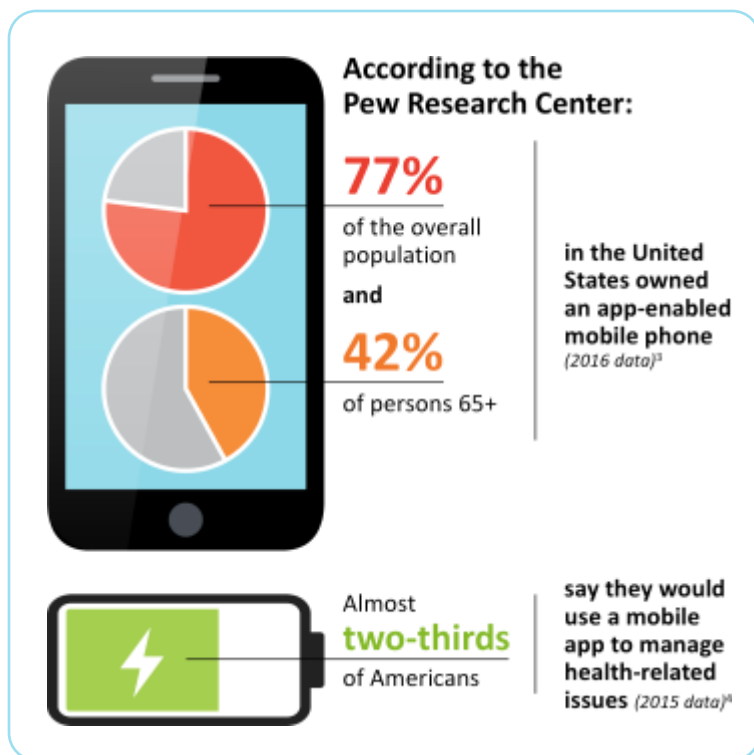 According to the
Pew Research Center:
77%
of the overall
population
and
42%
of persons 65+
in the United
States owned
an app-enabled
mobile phone
(2016 data)³
Almost
two-thirds
of Americans
say they would
use a mobile
app to manage
health-related
issues (2015 data)⁴